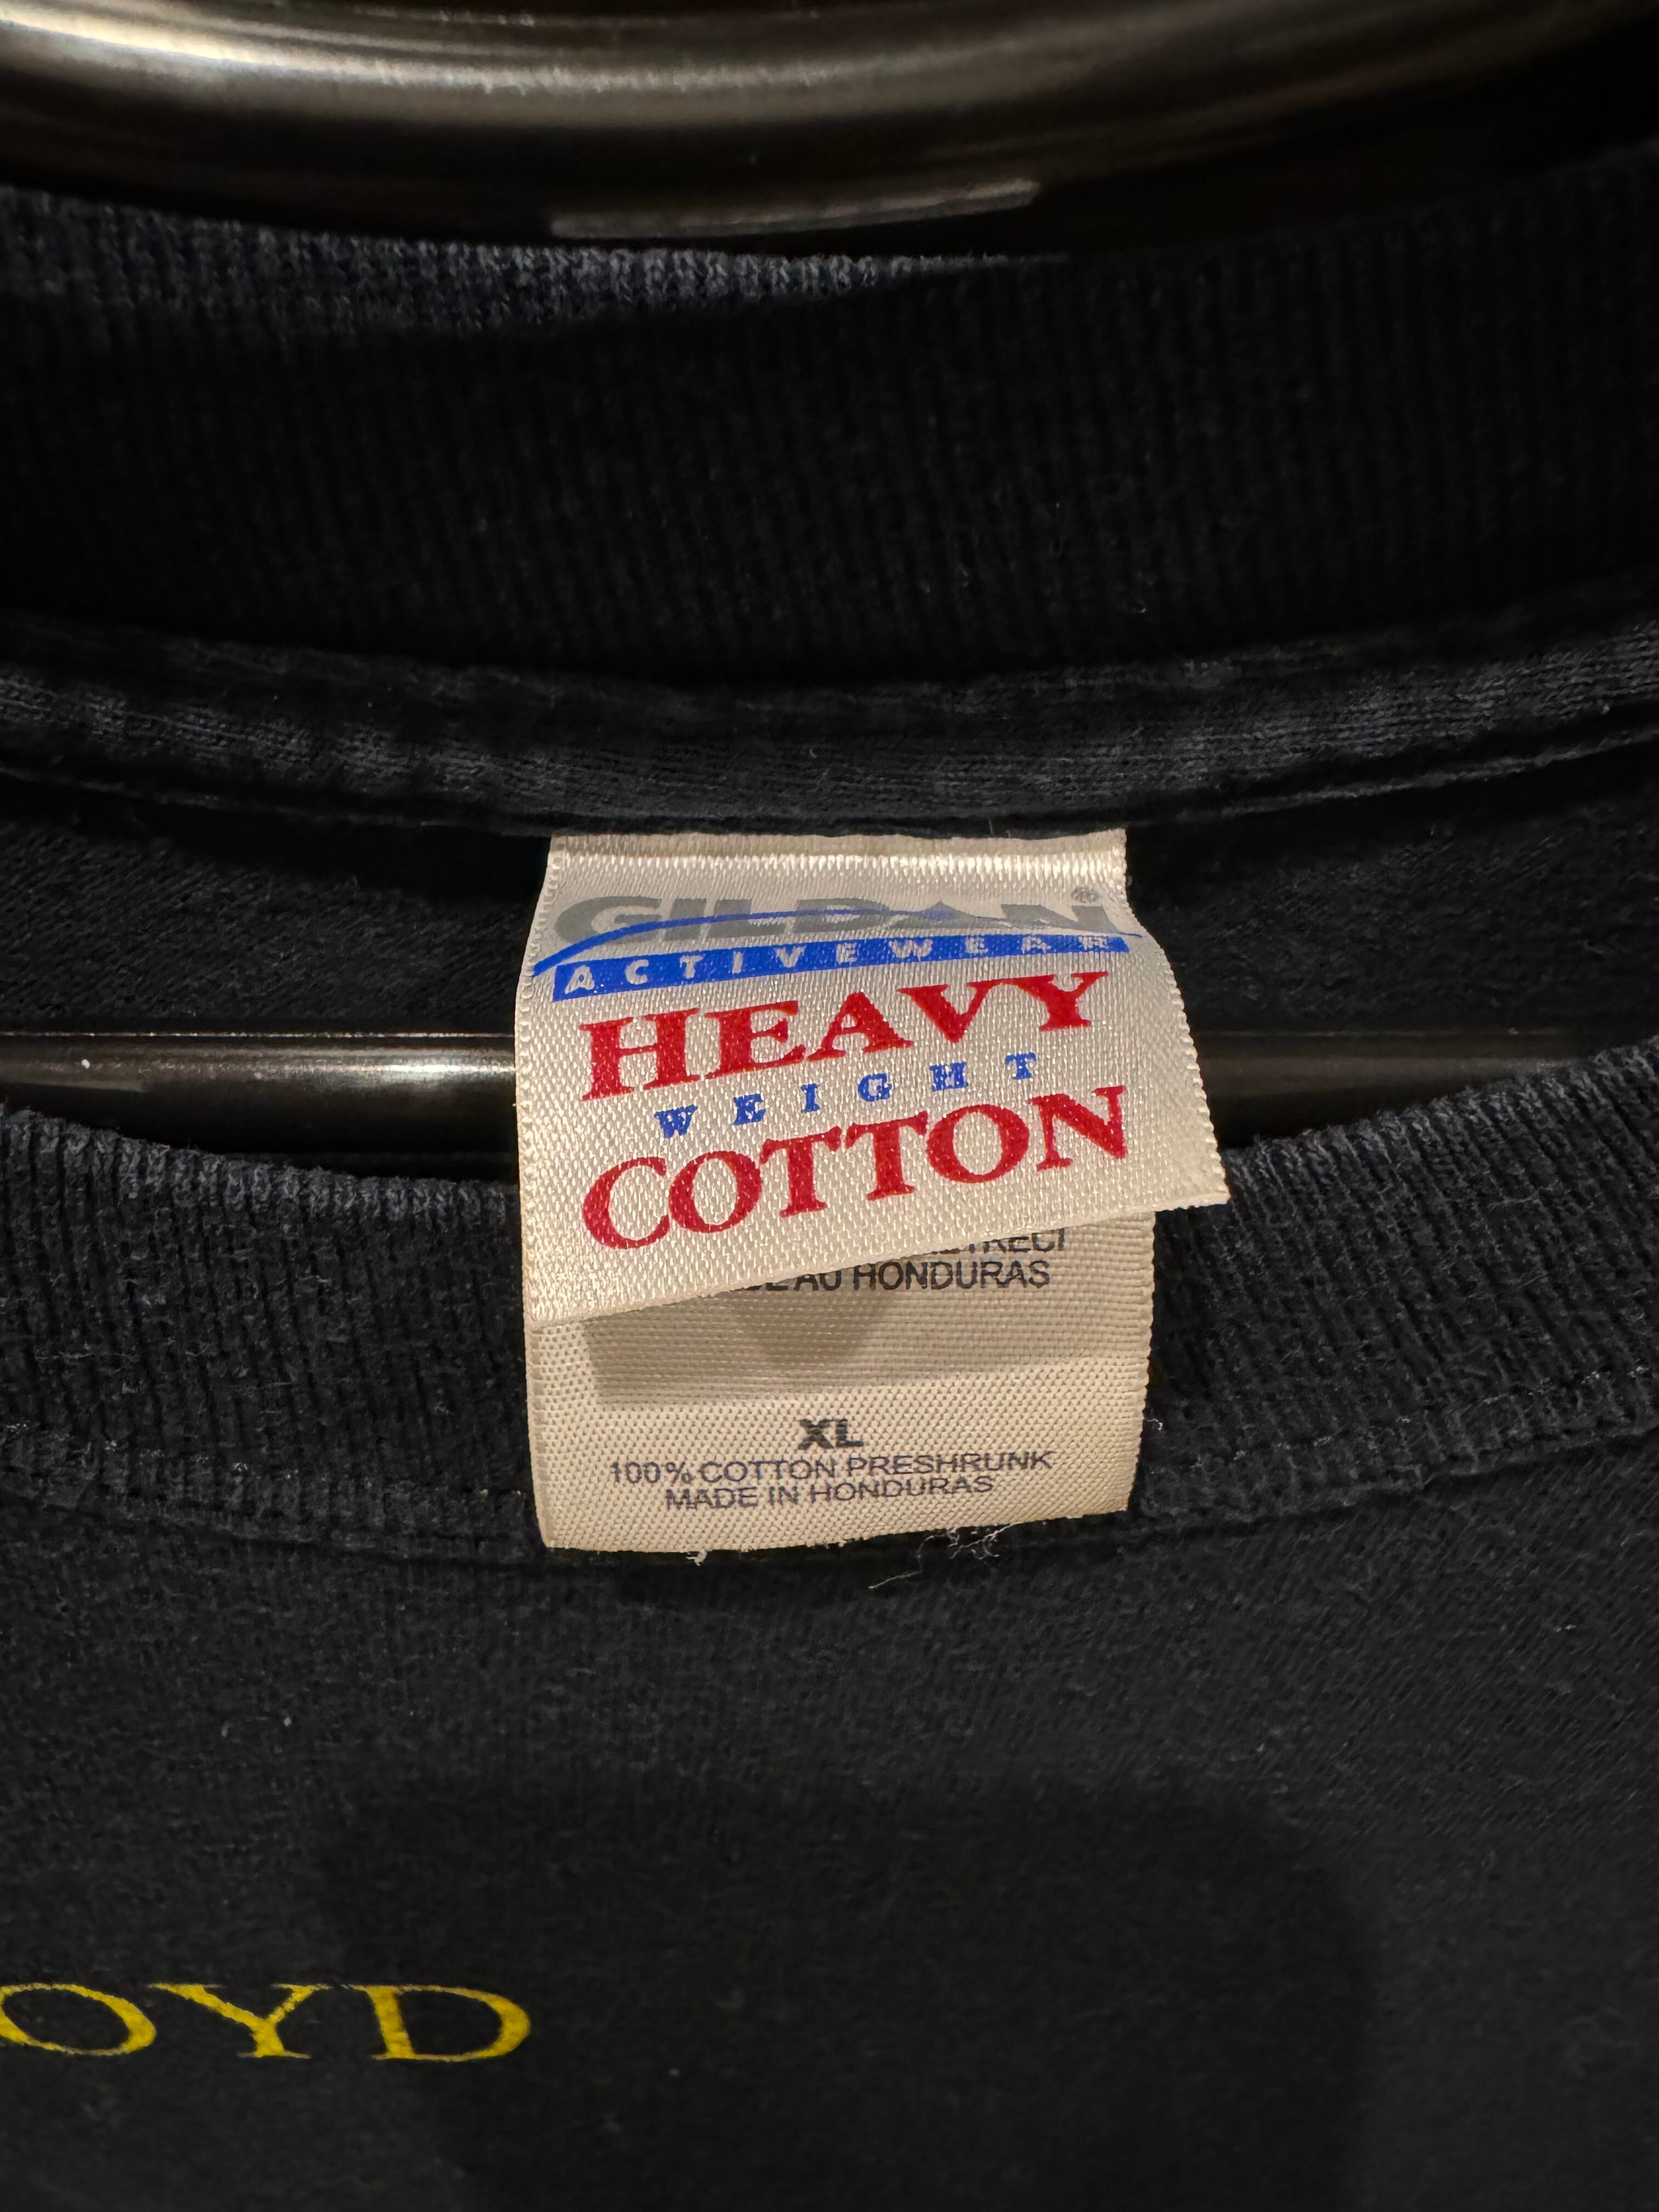 GILDAN®
ACTIVEWEAR
HEAVY
WEIGHT
COTTON
AU HONDURAS
XL
100% COTTON PRESHRUNK
MADE IN HONDURAS
OYD